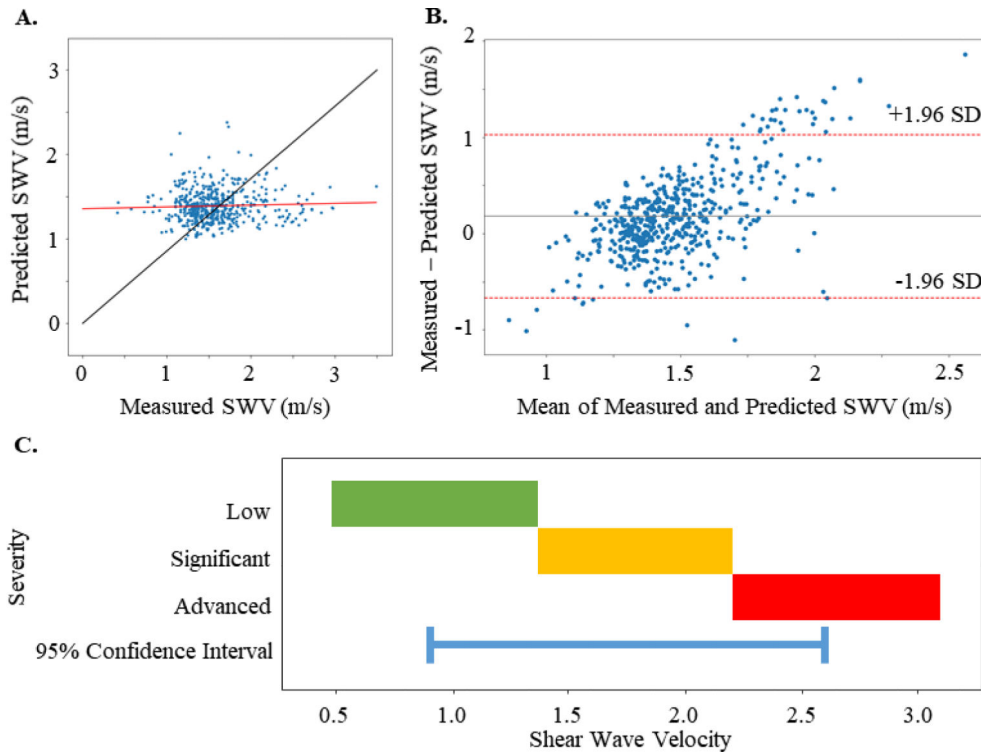 A.
Predicted SWV (m/s)
3
2
1
0
0 1 2 3
Measured SWV (m/s)
B.
Measured – Predicted SWV (m/s)
2
1
0
-1
+1.96 SD
-1.96 SD
1 1.5 2 2.5
Mean of Measured and Predicted SWV (m/s)
C.
Severity
Low
Significant
Advanced
95% Confidence Interval
0.5 1.0 1.5 2.0 2.5 3.0
Shear Wave Velocity